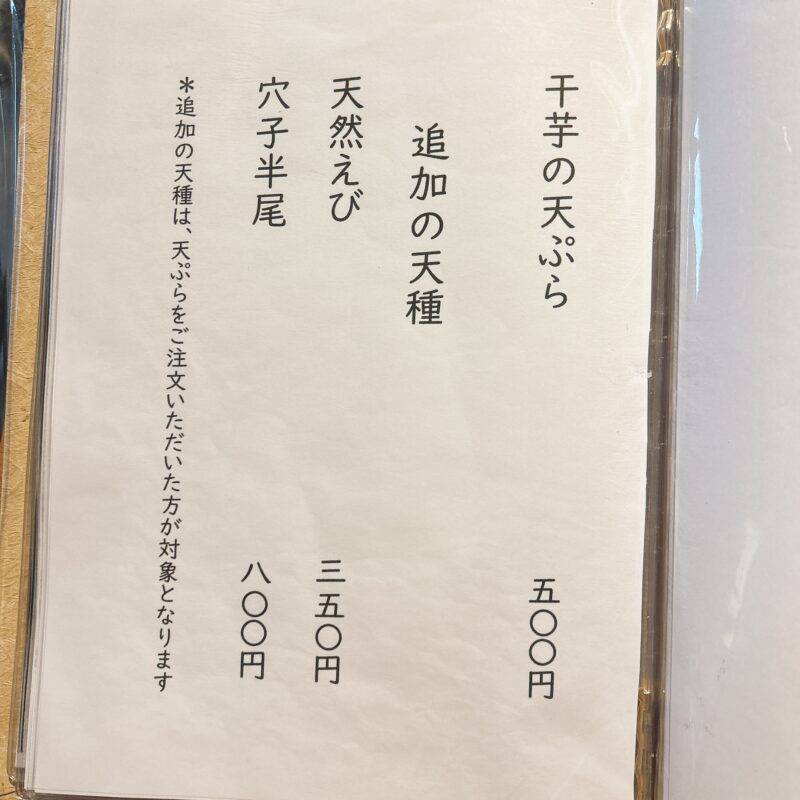 干芋の天ぷら 五〇〇円
追加の天種
天然えび 三五〇円
穴子半尾 八〇〇円
＊追加の天種は、天ぷらをご注文いただいた方が対象となります